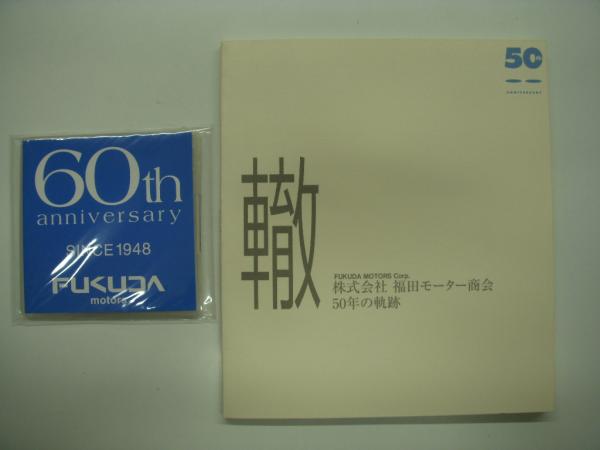 60th
anniversary
SINCE 1948
FUKUDA
motors
50th
ANNIVERSARY
轍
FUKUDA MOTORS Corp.
株式会社 福田モーター商会
50年の軌跡